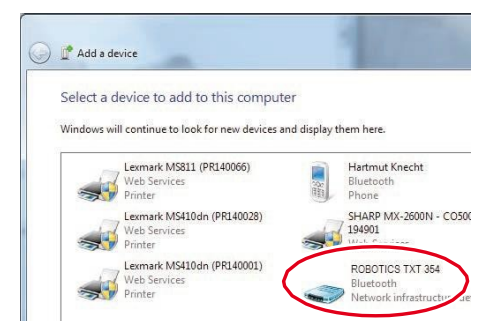 Add a device
Select a device to add to this computer
Windows will continue to look for new devices and display them here.
Lexmark MS811 (PR140066)
Web Services
Printer
Lexmark MS410dn (PR140028)
Web Services
Printer
Lexmark MS410dn (PR140001)
Web Services
Printer
Hartmut Knecht
Bluetooth
Phone
SHARP MX-2600N - CO500
194901
Web Services
ROBOTICS TXT 354
Bluetooth
Network infrastructure